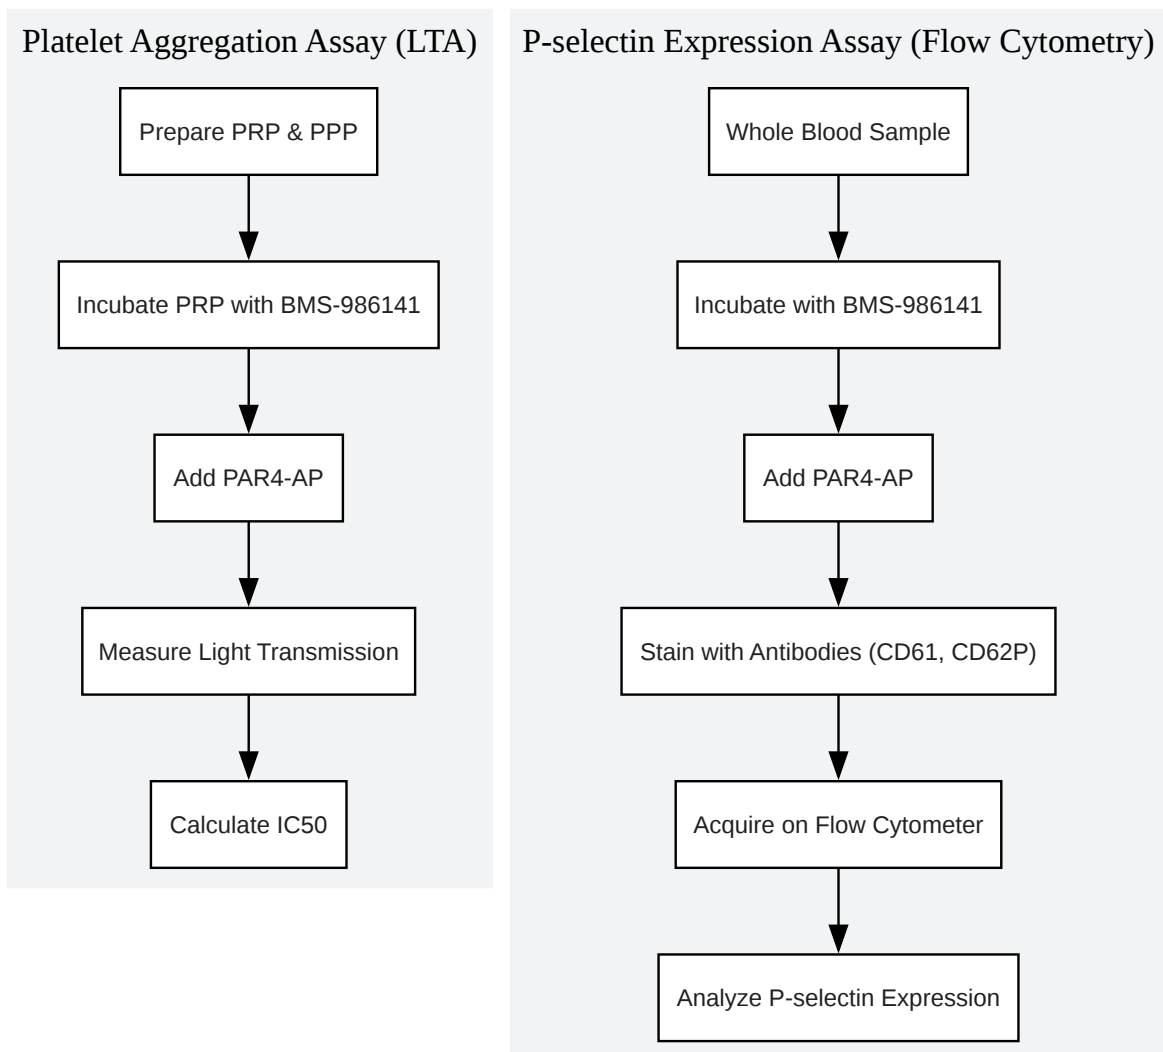 Platelet Aggregation Assay (LTA)
Prepare PRP & PPP
Incubate PRP with BMS-986141
Add PAR4-AP
Measure Light Transmission
Calculate IC50
P-selectin Expression Assay (Flow Cytometry)
Whole Blood Sample
Incubate with BMS-986141
Add PAR4-AP
Stain with Antibodies (CD61, CD62P)
Acquire on Flow Cytometer
Analyze P-selectin Expression